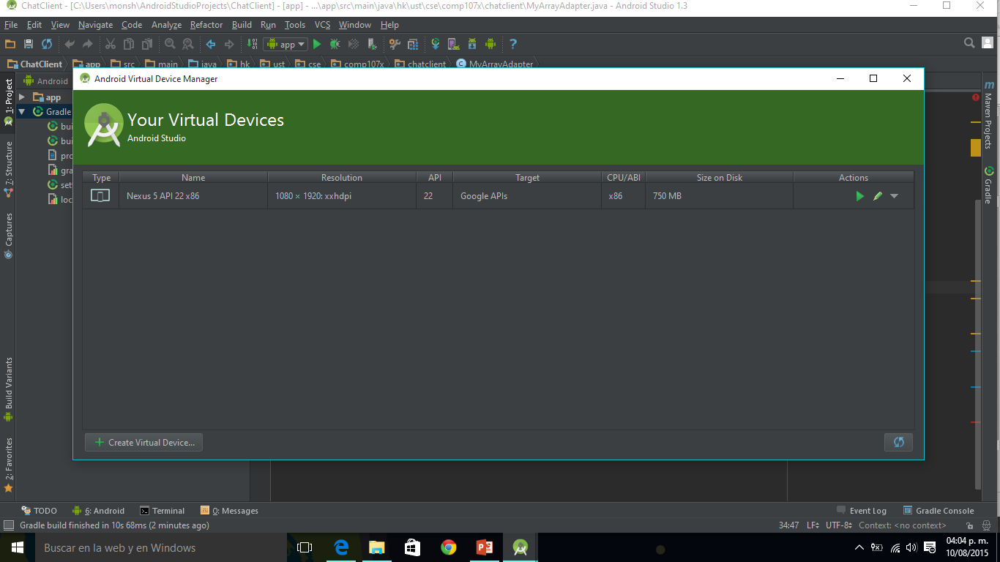 ChatClient - [C:\Users\monsh\AndroidStudioProjects\ChatClient] - [app] - ...\app\src\main\java\hk\ust\cse\comp107x\chatclient\MyArrayAdapter.java - Android Studio 1.3
File Edit View Navigate Code Analyze Refactor Build Run Tools VCS Window Help
app
ChatClient app src main java hk ust cse comp107x chatclient MyArrayAdapter
Android Virtual Device Manager
Your Virtual Devices
Android Studio
Type Name Resolution API Target CPU/ABI Size on Disk Actions
Nexus 5 API 22 x86 1080 × 1920: xxhdpi 22 Google APIs x86 750 MB
Create Virtual Device...
1: Project
7: Structure
Captures
Build Variants
2: Favorites
Android
app
Gradle
bui
bui
pro
gra
set
loc
m
Maven Projects
Gradle
TODO 6: Android Terminal 0: Messages Event Log Gradle Console
Gradle build finished in 10s 68ms (2 minutes ago) 34:47 LF UTF-8 Context: <no context>
Buscar en la web y en Windows
04:04 p. m.
10/08/2015